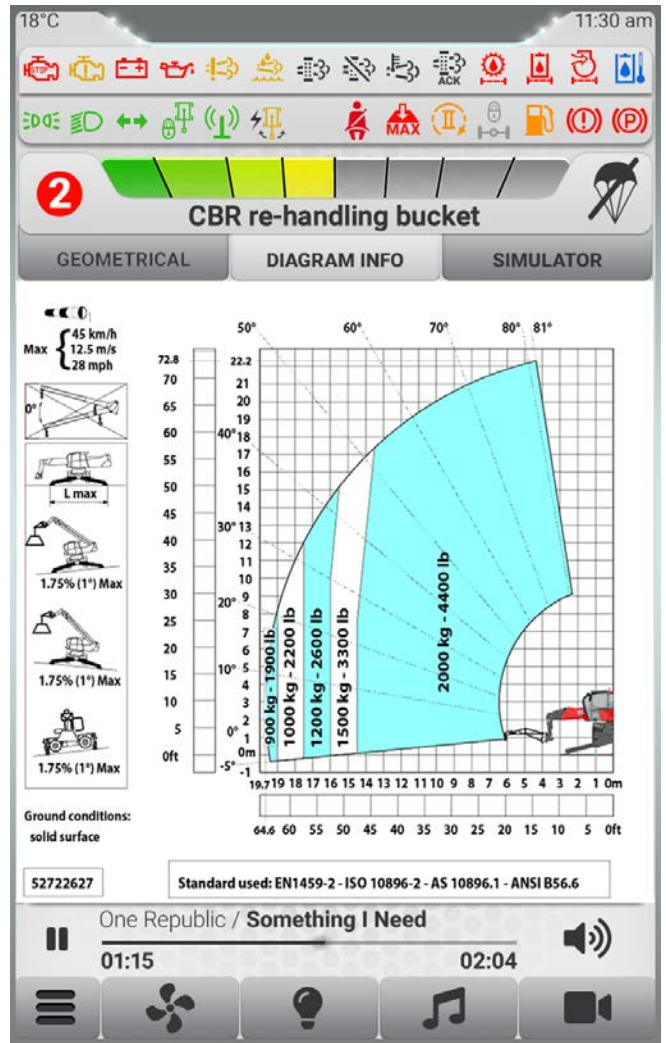 18°C 11:30 am
STOP
ACK
MAX II (!) (P)
2
CBR re-handling bucket
GEOMETRICAL DIAGRAM INFO SIMULATOR
Max
45 km/h
12.5 m/s
28 mph
0°
L max
1.75% (1°) Max
1.75% (1°) Max
1.75% (1°) Max
Ground conditions:
solid surface
50° 60° 70° 80° 81°
40°
30°
20°
10°
0°
-5°
72.8
70
65
60
55
50
45
40
35
30
25
20
15
10
5
0ft
22.2
21
20
19
18
17
16
15
14
13
12
11
10
9
8
7
6
5
4
3
2
1
0m
-1
900 kg - 1900 lb
1000 kg - 2200 lb
1200 kg - 2600 lb
1500 kg - 3300 lb
2000 kg - 4400 lb
19.7 19 18 17 16 15 14 13 12 11 10 9 8 7 6 5 4 3 2 1 0m
64.6 60 55 50 45 40 35 30 25 20 15 10 5 0ft
52722627
Standard used: EN1459-2 - ISO 10896-2 - AS 10896.1 - ANSI B56.6
One Republic / Something I Need
01:15 02:04